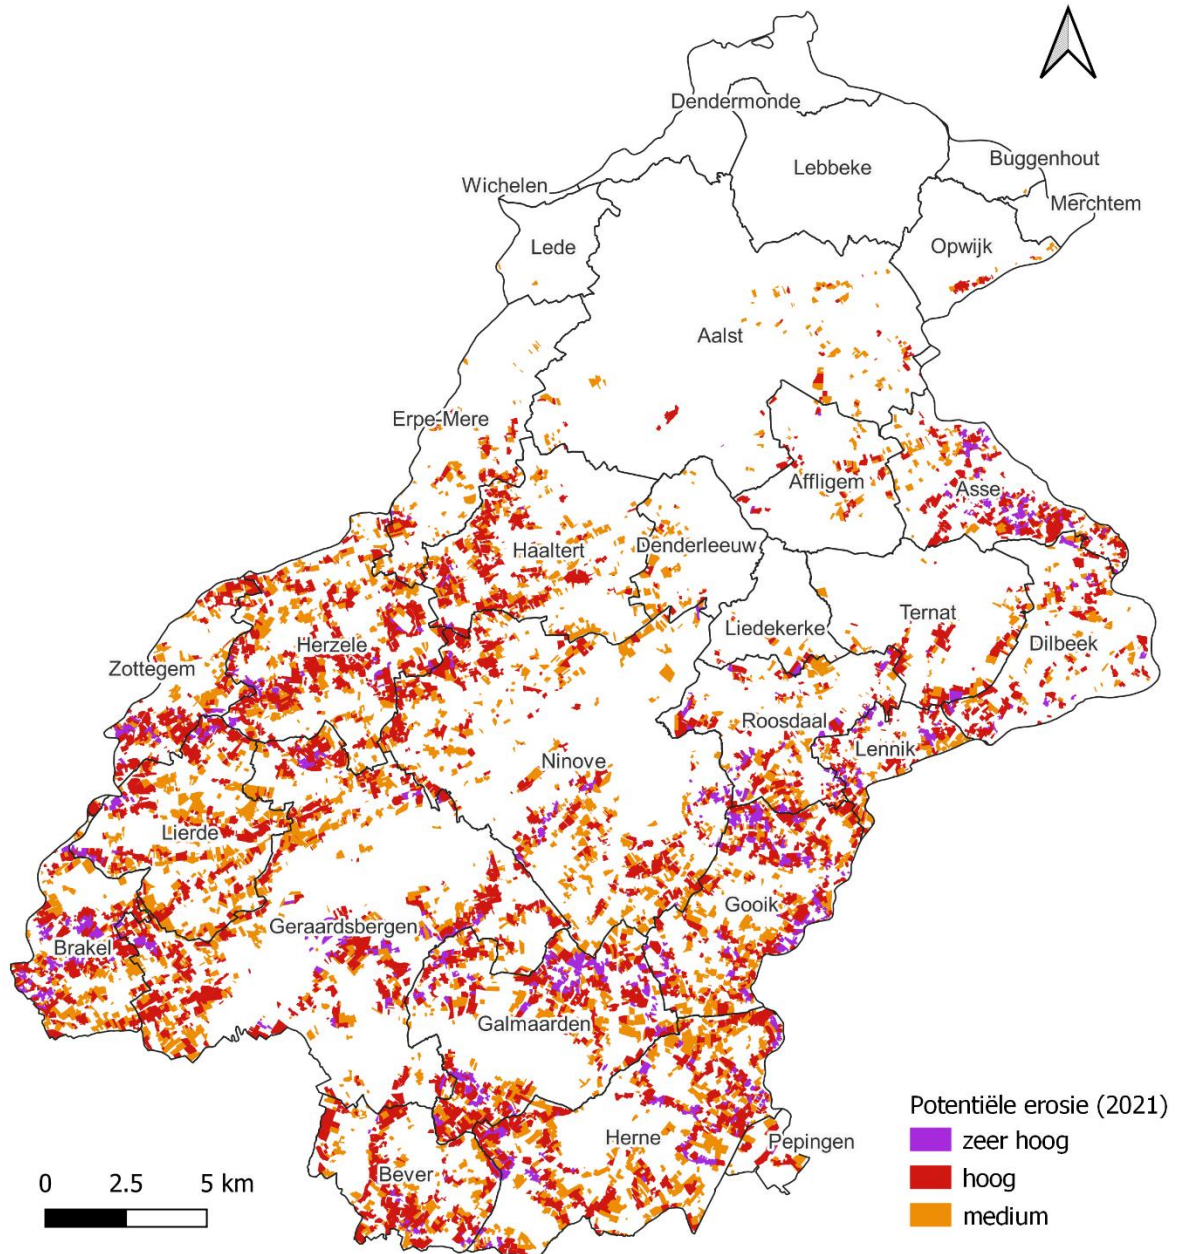 Dendermonde
Buggenhout
Lebbeke
Wichelen
Merchtem
Lede
Opwijk
Aalst
Erpe-Mere
Affligem
Asse
Haaltert
Denderleeuw
Ternat
Liedekerke
Dilbeek
Herzele
Zottegem
Roosdaal
Lennik
Ninove
Lierde
Gooik
Geraardsbergen
Brakel
Galmaarden
Herne
Pepingen
Bever
Potentiële erosie (2021)
zeer hoog
hoog
medium
0 2.5 5 km